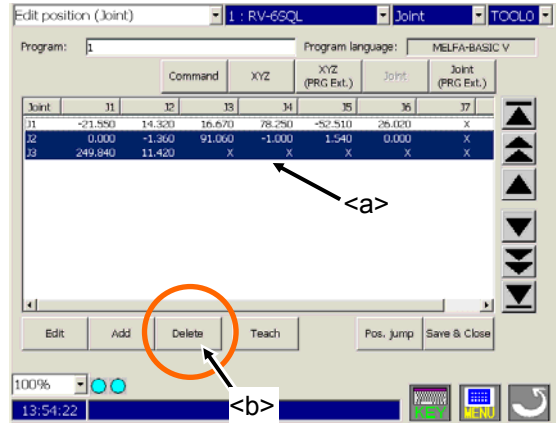 Edit position (Joint) 1 : RV-6SQL Joint TOOL0
Program: 1 Program language: MELFA-BASIC V
Command XYZ XYZ (PRG Ext.) Joint Joint (PRG Ext.)
Joint J1 J2 J3 J4 J5 J6 J7
J1 -21.550 14.320 16.670 78.250 -52.510 26.020 X
J2 0.000 -1.360 91.060 -1.000 1.540 0.000 X
J3 249.840 11.420 X X X X X
<a>
Edit Add Delete Teach Pos. jump Save & Close
100%
<b>
13:54:22 KEY MENU